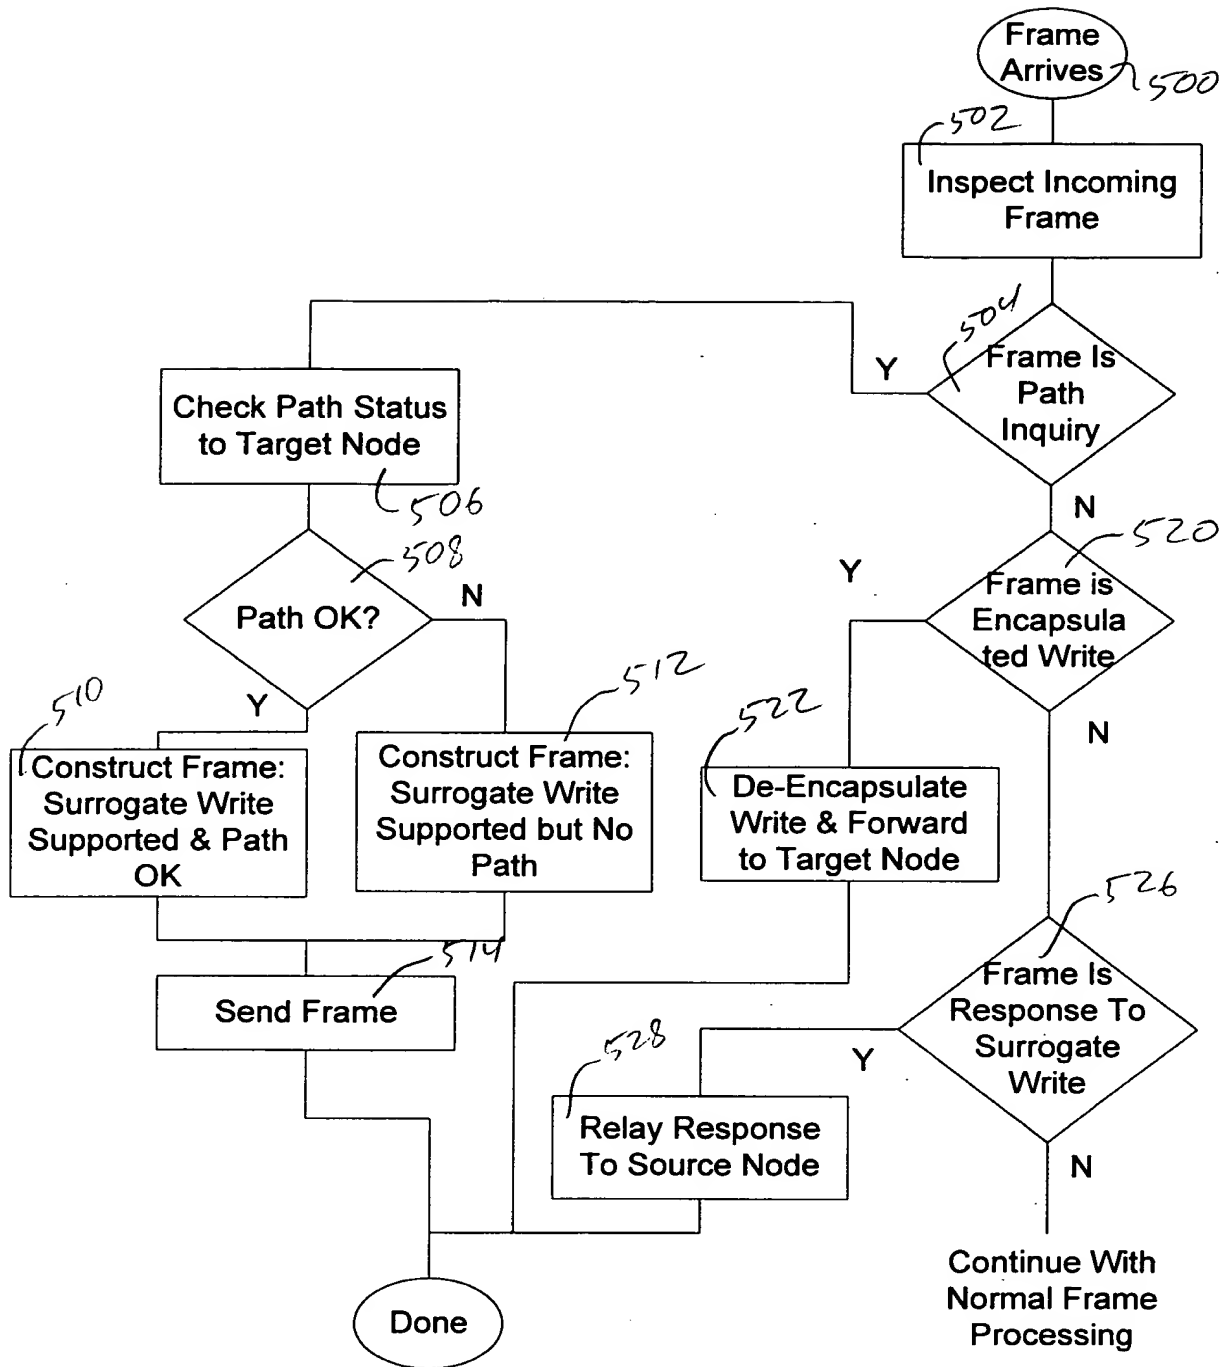 Frame
Arrives
500
502
Inspect Incoming
Frame
504
Frame Is
Path
Inquiry
Y
N
Check Path Status
to Target Node
506
508
Path OK?
N
Y
510
Construct Frame:
Surrogate Write
Supported & Path
OK
512
Construct Frame:
Surrogate Write
Supported but No
Path
514
Send Frame
520
Frame is
Encapsula
ted Write
Y
N
522
De-Encapsulate
Write & Forward
to Target Node
526
Frame Is
Response To
Surrogate
Write
Y
N
528
Relay Response
To Source Node
Continue With
Normal Frame
Processing
Done